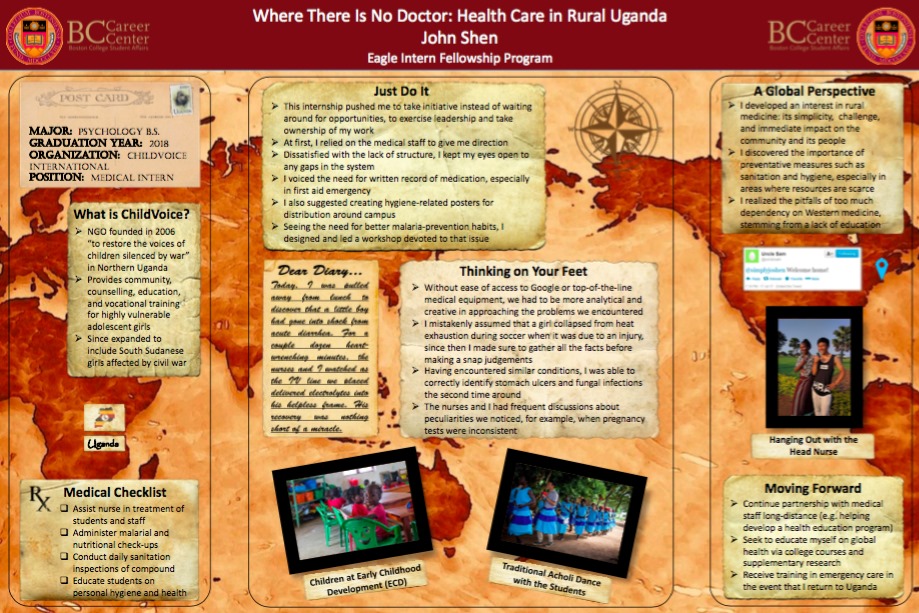 Where There Is No Doctor: Health Care in Rural Uganda
John Shen
Eagle Intern Fellowship Program
BC Career
Center
Boston College Student Affairs
BC Career
Center
Boston College Student Affairs
POST CARD
MAJOR: PSYCHOLOGY B.S.
GRADUATION YEAR: 2018
ORGANIZATION: CHILDVOICE
INTERNATIONAL
POSITION: MEDICAL INTERN
What is ChildVoice?
➢ NGO founded in 2006
"to restore the voices of
children silenced by war"
in Northern Uganda
➢ Provides community,
counselling, education,
and vocational training
for highly vulnerable
adolescent girls
➢ Since expanded to
include South Sudanese
girls affected by civil war
Uganda
Rx
Medical Checklist
❑ Assist nurse in treatment of
students and staff
❑ Administer malarial and
nutritional check-ups
❑ Conduct daily sanitation
inspections of compound
❑ Educate students on
personal hygiene and health
Just Do It
➢ This internship pushed me to take initiative instead of waiting
around for opportunities, to exercise leadership and take
ownership of my work
➢ At first, I relied on the medical staff to give me direction
➢ Dissatisfied with the lack of structure, I kept my eyes open to
any gaps in the system
➢ I voiced the need for written record of medication, especially
in first aid emergency
➢ I also suggested creating hygiene-related posters for
distribution around campus
➢ Seeing the need for better malaria-prevention habits, I
designed and led a workshop devoted to that issue
Dear Diary...
Today, I was pulled
away from lunch to
discover that a little boy
had gone into shock from
acute diarrhea. For a
couple dozen heart-
wrenching minutes, the
nurses and I watched as
the IV line we placed
delivered electrolytes into
his helpless frame. His
recovery was nothing
short of a miracle.
Thinking on Your Feet
➢ Without ease of access to Google or top-of-the-line
medical equipment, we had to be more analytical and
creative in approaching the problems we encountered
➢ I mistakenly assumed that a girl collapsed from heat
exhaustion during soccer when it was due to an injury,
since then I made sure to gather all the facts before
making a snap judgements
➢ Having encountered similar conditions, I was able to
correctly identify stomach ulcers and fungal infections
the second time around
➢ The nurses and I had frequent discussions about
peculiarities we noticed, for example, when pregnancy
tests were inconsistent
Children at Early Childhood
Development (ECD)
Traditional Acholi Dance
with the Students
A Global Perspective
➢ I developed an interest in rural
medicine: its simplicity, challenge,
and immediate impact on the
community and its people
➢ I discovered the importance of
preventative measures such as
sanitation and hygiene, especially in
areas where resources are scarce
➢ I realized the pitfalls of too much
dependency on Western medicine,
stemming from a lack of education
Uncle Sam
Welcome home!
Hanging Out with the
Head Nurse
Moving Forward
➢ Continue partnership with medical
staff long-distance (e.g. helping
develop a health education program)
➢ Seek to educate myself on global
health via college courses and
supplementary research
➢ Receive training in emergency care in
the event that I return to Uganda